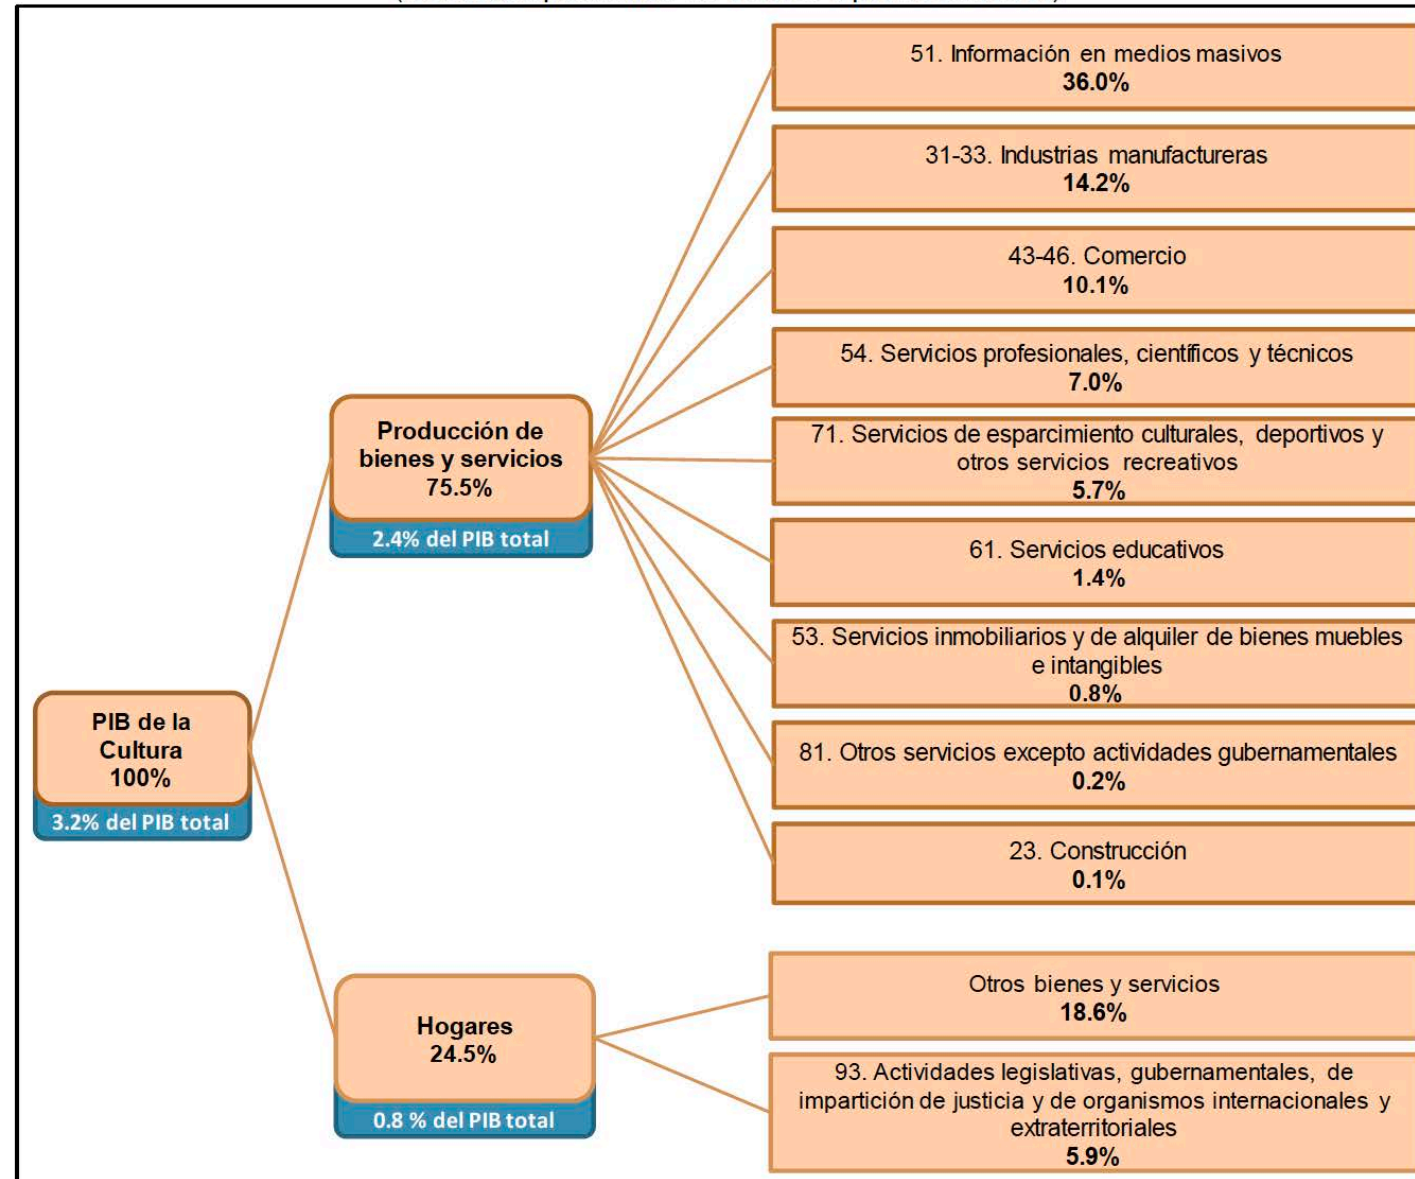 51. Información en medios masivos
36.0%
31-33. Industrias manufactureras
14.2%
43-46. Comercio
10.1%
54. Servicios profesionales, científicos y técnicos
7.0%
Producción de
bienes y servicios
75.5%
2.4% del PIB total
71. Servicios de esparcimiento culturales, deportivos y
otros servicios recreativos
5.7%
61. Servicios educativos
1.4%
53. Servicios inmobiliarios y de alquiler de bienes muebles
e intangibles
0.8%
PIB de la
Cultura
100%
3.2% del PIB total
81. Otros servicios excepto actividades gubernamentales
0.2%
23. Construcción
0.1%
Hogares
24.5%
0.8 % del PIB total
Otros bienes y servicios
18.6%
93. Actividades legislativas, gubernamentales, de
impartición de justicia y de organismos internacionales y
extraterritoriales
5.9%